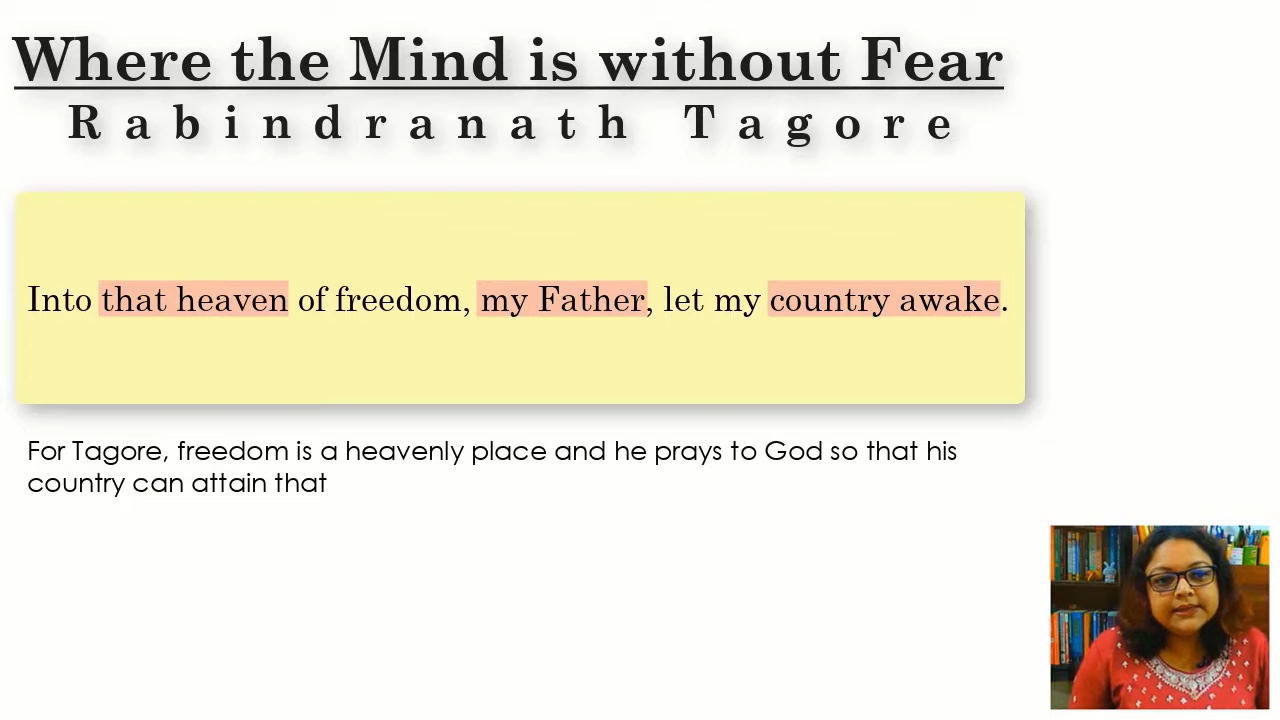 Where the Mind is without Fear
Rabindranath Tagore
Into that heaven of freedom, my Father, let my country awake.
For Tagore, freedom is a heavenly place and he prays to God so that his
country can attain that